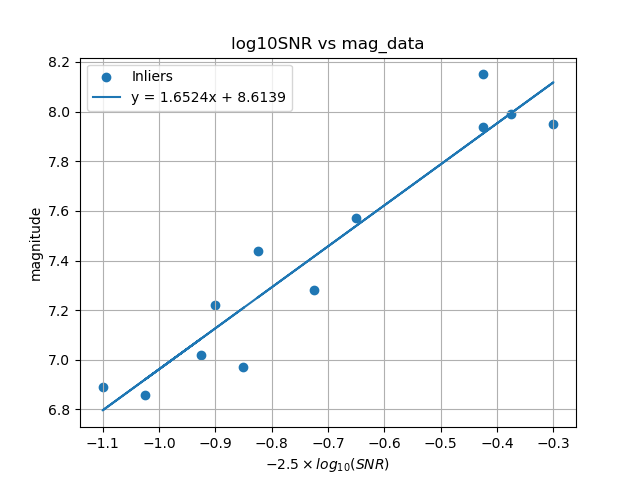 log10SNR vs mag_data
Inliers
y = 1.6524x + 8.6139
8.2
8.0
7.8
7.6
7.4
7.2
7.0
6.8
magnitude
−1.1 −1.0 −0.9 −0.8 −0.7 −0.6 −0.5 −0.4 −0.3
−2.5 × log₁₀(SNR)